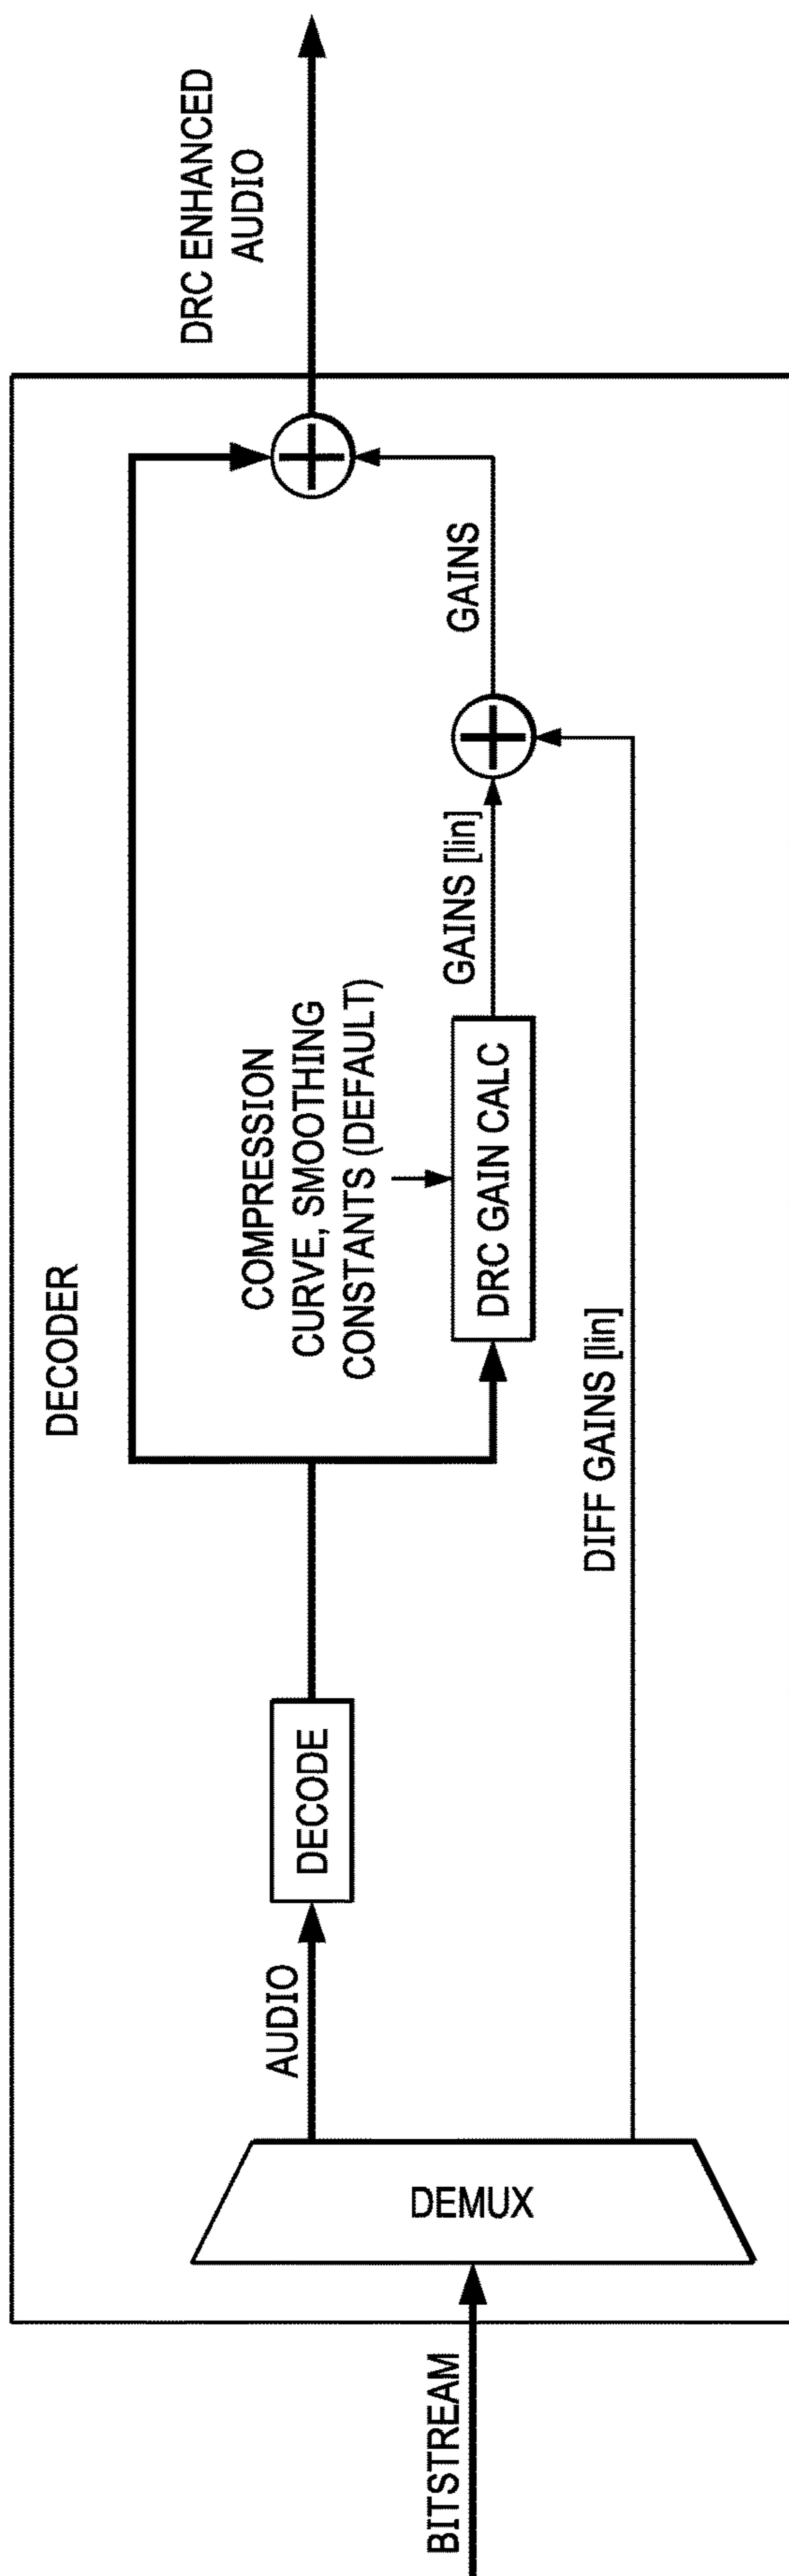 DECODER
BITSTREAM
DEMUX
AUDIO
DECODE
COMPRESSION
CURVE, SMOOTHING
CONSTANTS (DEFAULT)
DRC GAIN CALC
GAINS [lin]
DIFF GAINS [lin]
GAINS
DRC ENHANCED
AUDIO